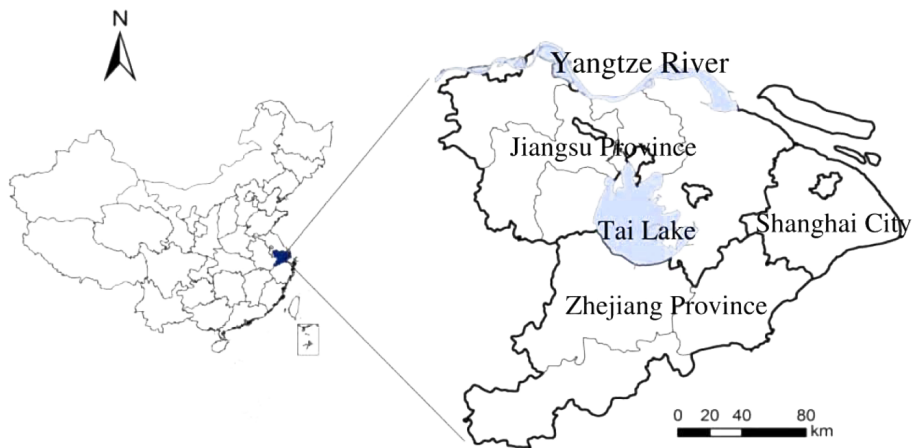 N
Yangtze River
Jiangsu Province
Tai Lake
Shanghai City
Zhejiang Province
0 20 40 80
km